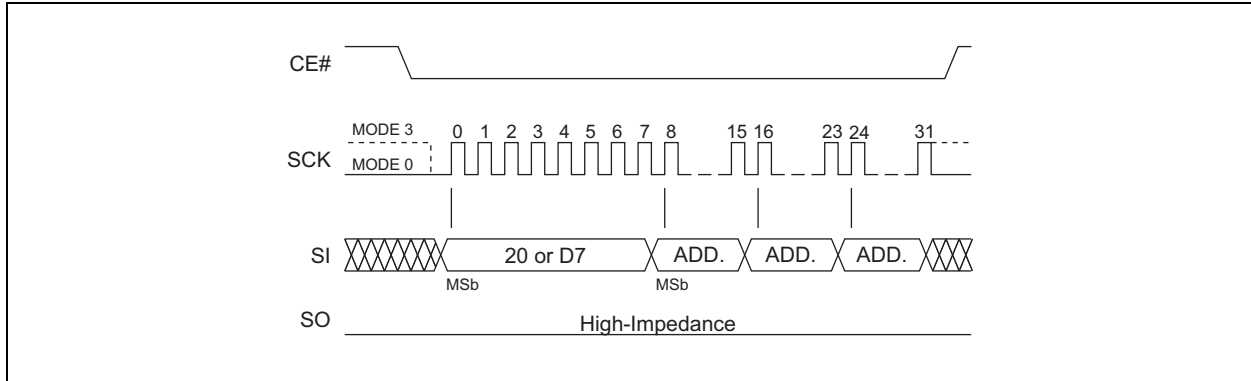 CE#
MODE 3
0 1 2 3 4 5 6 7 8 15 16 23 24 31
SCK
MODE 0
SI
20 or D7 ADD. ADD. ADD.
MSb MSb
SO
High-Impedance